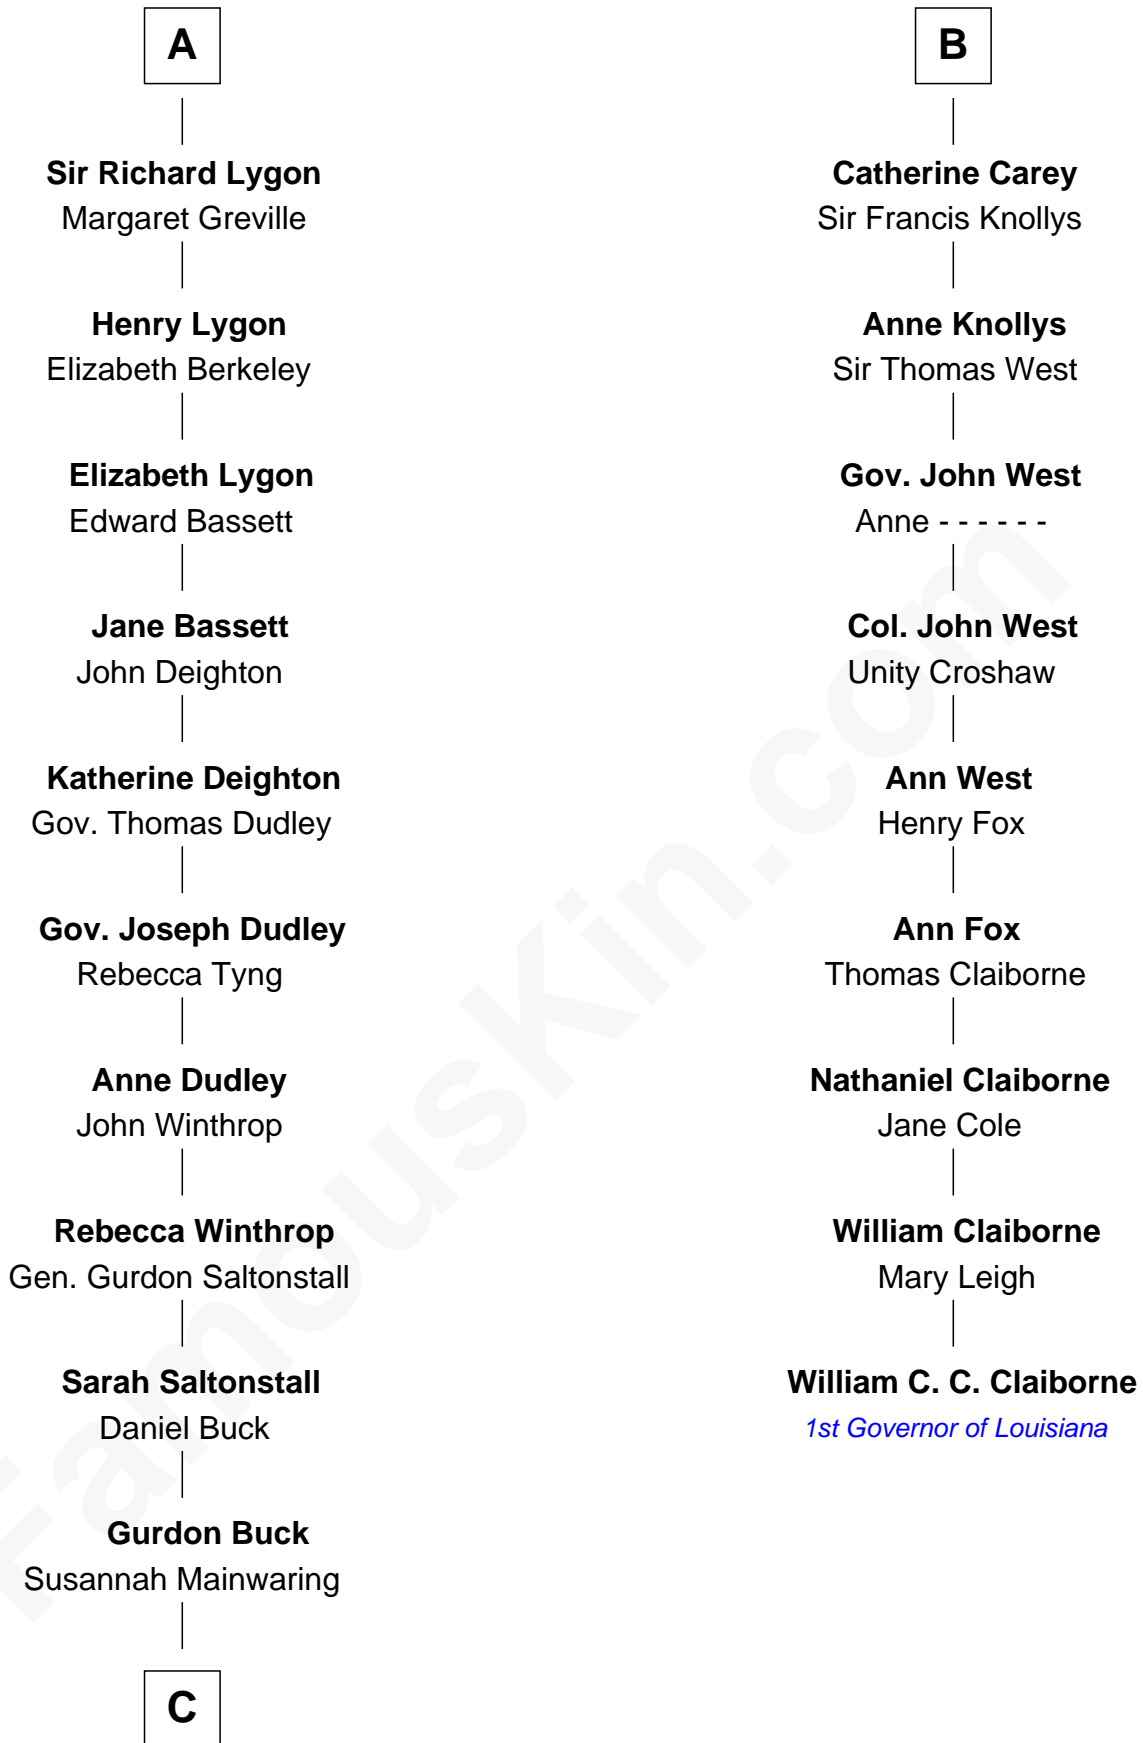 A
Sir Richard Lygon
Margaret Greville
Henry Lygon
Elizabeth Berkeley
Elizabeth Lygon
Edward Bassett
Jane Bassett
John Deighton
Katherine Deighton
Gov. Thomas Dudley
Gov. Joseph Dudley
Rebecca Tyng
Anne Dudley
John Winthrop
Rebecca Winthrop
Gen. Gurdon Saltonstall
Sarah Saltonstall
Daniel Buck
Gurdon Buck
Susannah Mainwaring
C
B
Catherine Carey
Sir Francis Knollys
Anne Knollys
Sir Thomas West
Gov. John West
Anne - - - - - -
Col. John West
Unity Croshaw
Ann West
Henry Fox
Ann Fox
Thomas Claiborne
Nathaniel Claiborne
Jane Cole
William Claiborne
Mary Leigh
William C. C. Claiborne
1st Governor of Louisiana
FamousKin.com